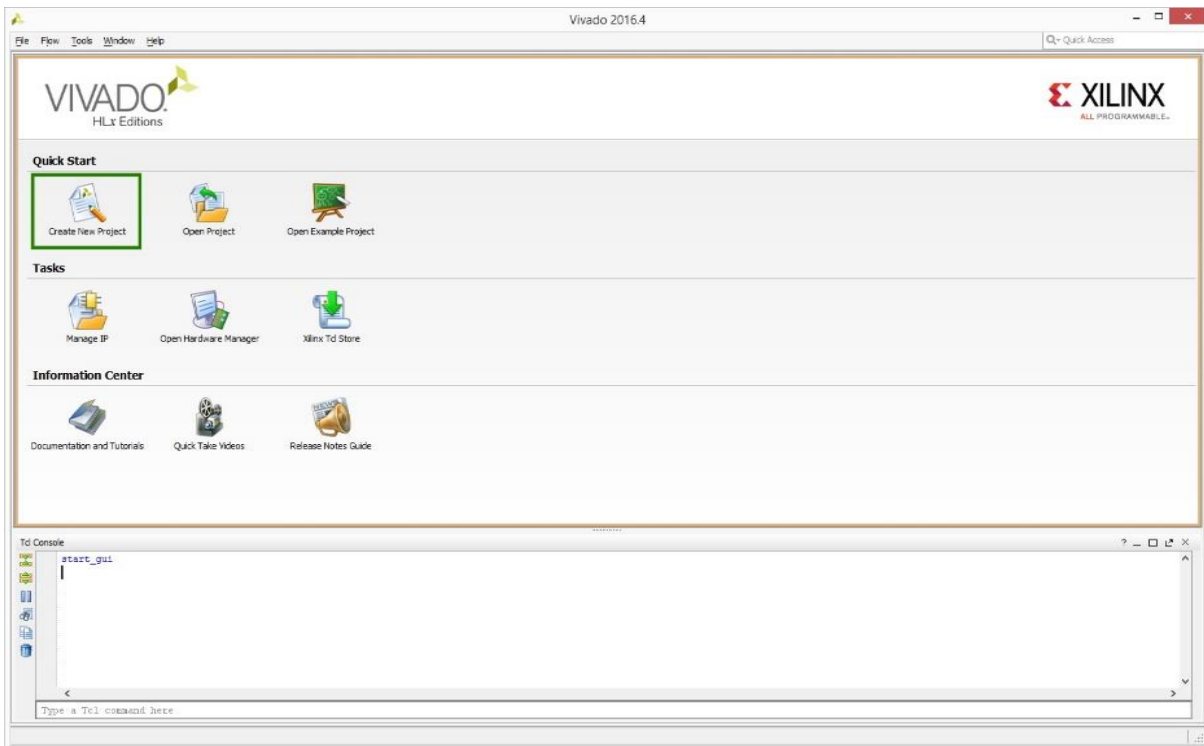 Vivado 2016.4
File Flow Tools Window Help
Quick Access
VIVADO.
HLx Editions
XILINX
ALL PROGRAMMABLE™
Quick Start
Create New Project Open Project Open Example Project
Tasks
Manage IP Open Hardware Manager Xilinx Tcl Store
Information Center
Documentation and Tutorials Quick Take Videos Release Notes Guide
Tcl Console
start_gui
Type a Tcl command here